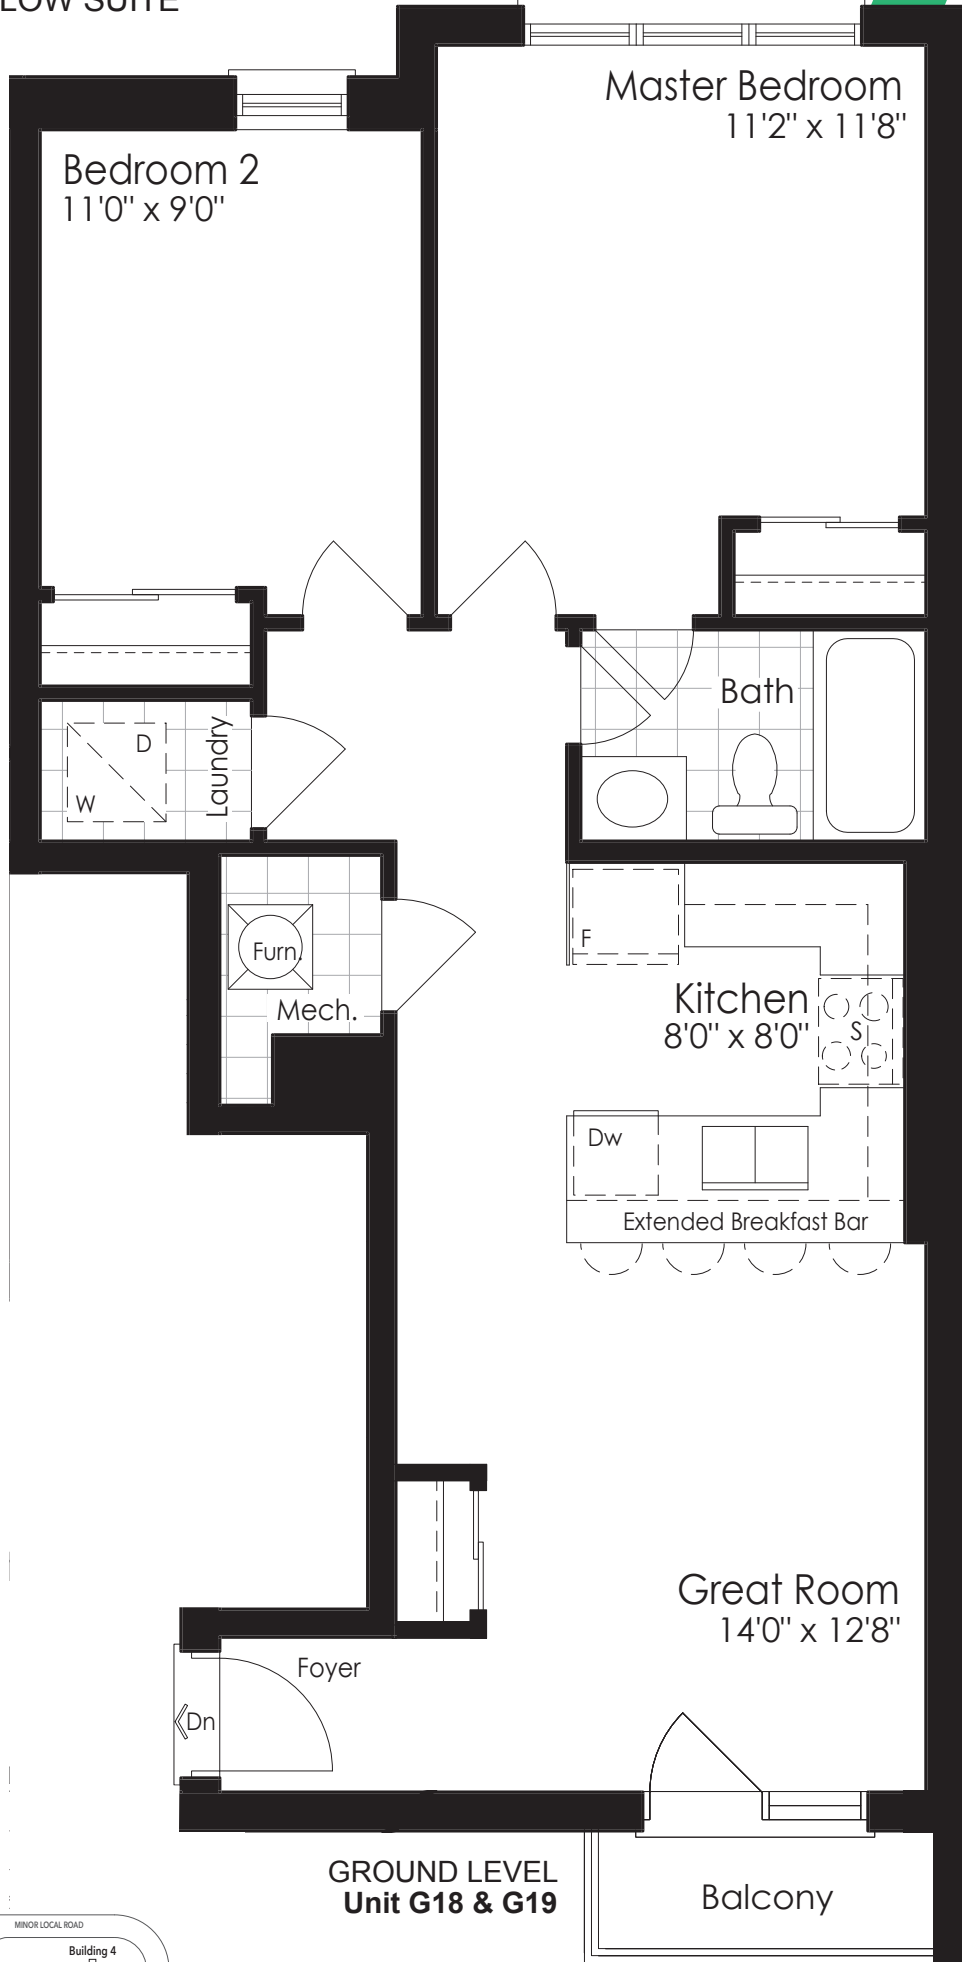 LOW SUITE
Master Bedroom
11'2" x 11'8"
Bedroom 2
11'0" x 9'0"
Bath
D
W
Laundry
Furn.
Mech.
F
Kitchen
8'0" x 8'0"
S
Dw
Extended Breakfast Bar
Great Room
14'0" x 12'8"
Foyer
Dn
GROUND LEVEL
Unit G18 & G19
Balcony
MINOR LOCAL ROAD
Building 4